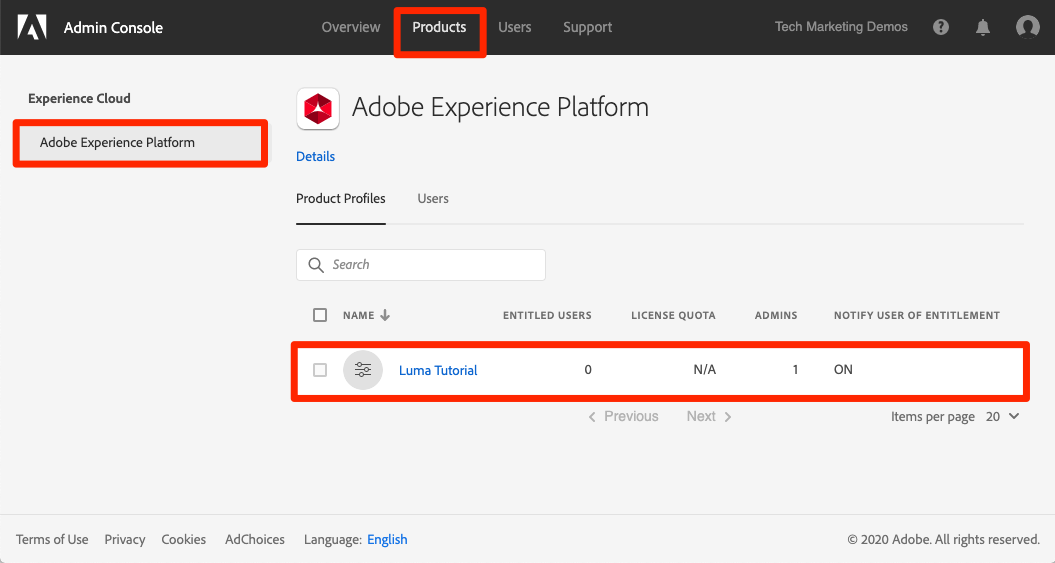 Admin Console Overview Products Users Support Tech Marketing Demos ?
Experience Cloud
Adobe Experience Platform
Adobe Experience Platform
Details
Product Profiles Users
Search
NAME ENTITLED USERS LICENSE QUOTA ADMINS NOTIFY USER OF ENTITLEMENT
Luma Tutorial 0 N/A 1 ON
Previous Next Items per page 20
Terms of Use Privacy Cookies AdChoices Language: English © 2020 Adobe. All rights reserved.